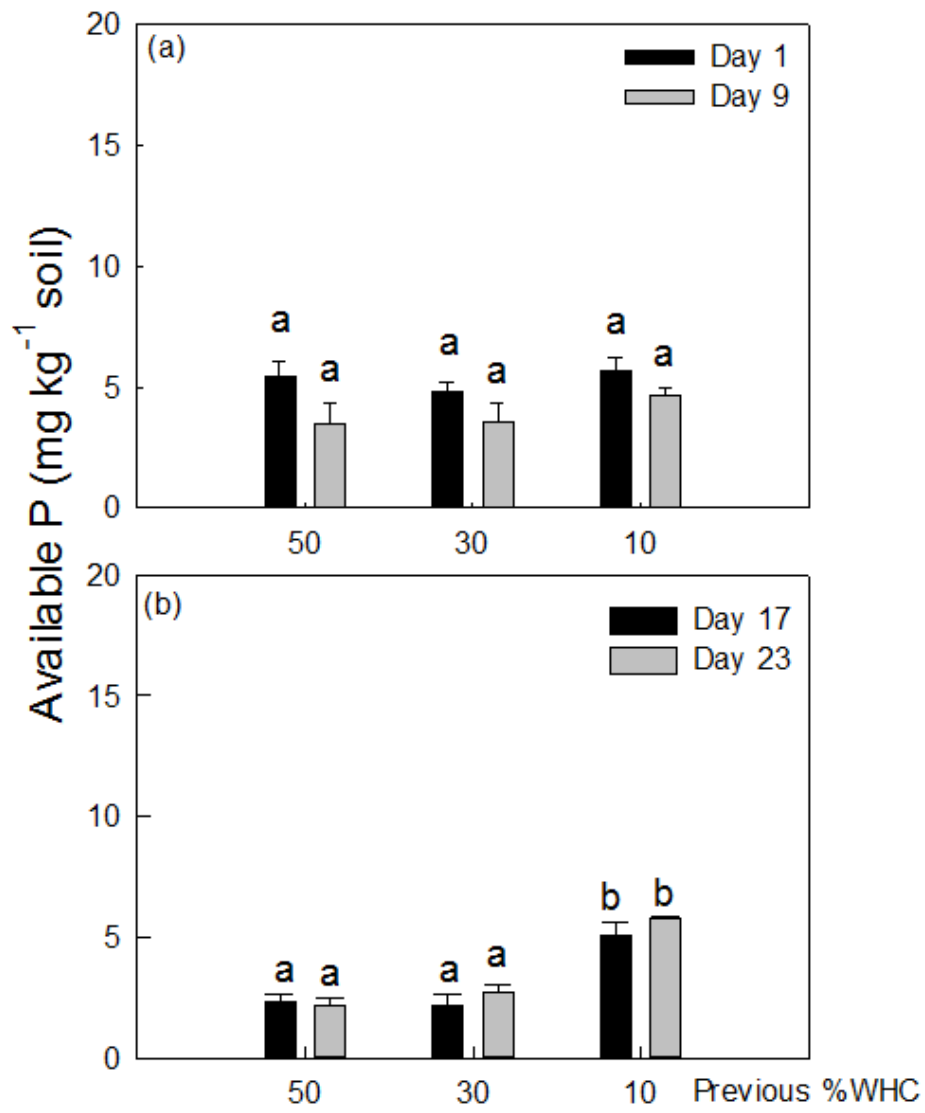 Available P (mg kg⁻¹ soil)
(a)
Day 1
Day 9
20
15
10
5
0
a a a a a a
50 30 10
(b)
Day 17
Day 23
20
15
10
5
0
a a a a b b
50 30 10 Previous %WHC